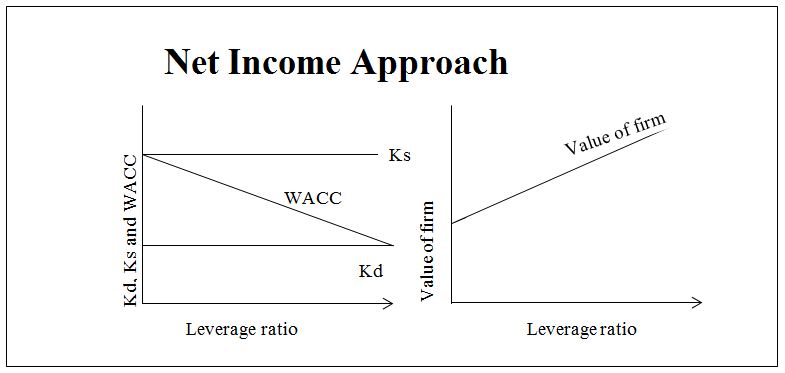 Net Income Approach
Kd, Ks and WACC
Ks
WACC
Kd
Leverage ratio
Value of firm
Value of firm
Leverage ratio